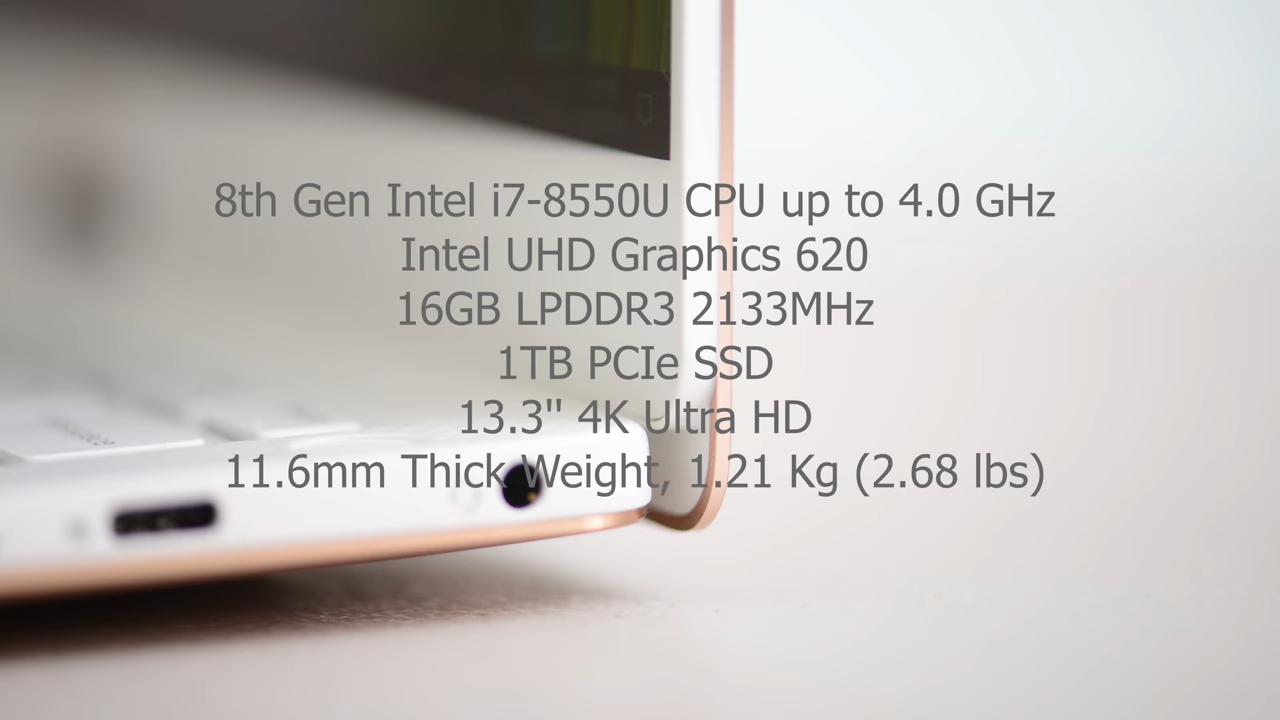 8th Gen Intel i7-8550U CPU up to 4.0 GHz
Intel UHD Graphics 620
16GB LPDDR3 2133MHz
1TB PCIe SSD
13.3" 4K Ultra HD
11.6mm Thick Weight, 1.21 Kg (2.68 lbs)